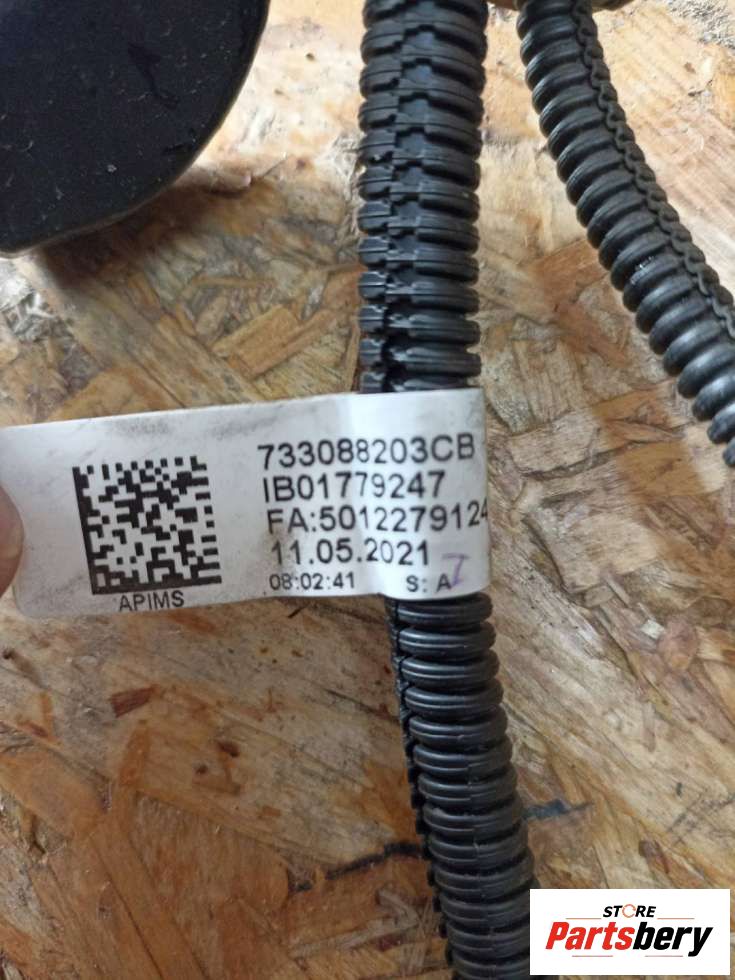 733088203CB
IB01779247
FA:5012279124
11.05.2021
08:02:41 S: A I
APIMS
STORE
Partsbery